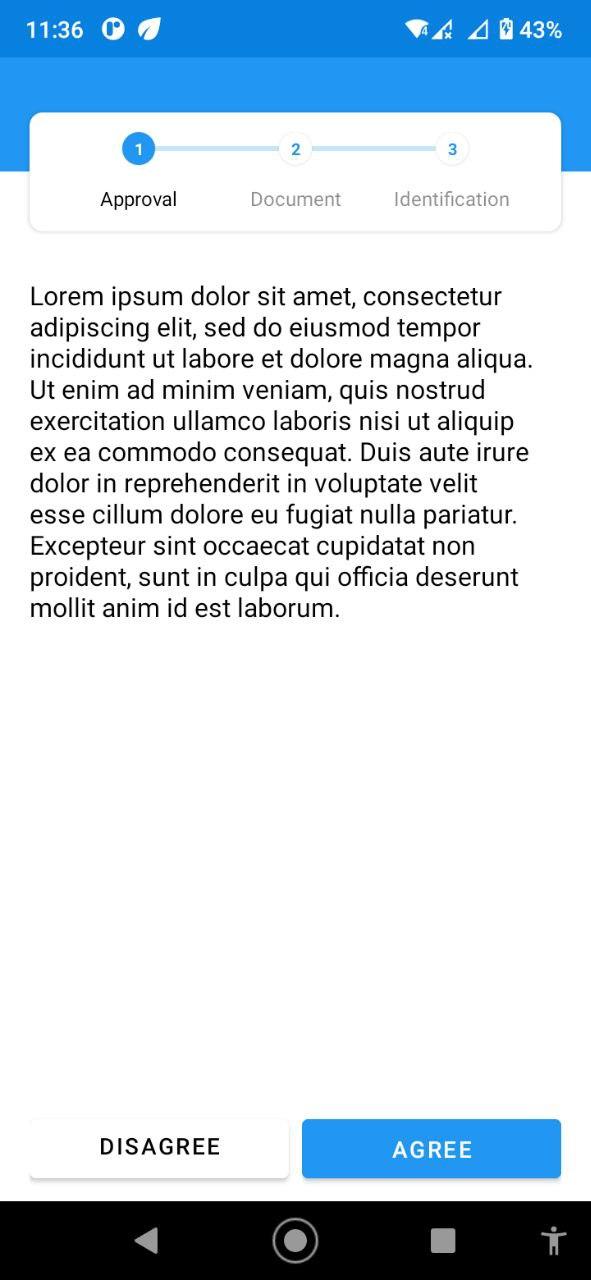 11:36 43%
1 2 3
Approval Document Identification
Lorem ipsum dolor sit amet, consectetur
adipiscing elit, sed do eiusmod tempor
incididunt ut labore et dolore magna aliqua.
Ut enim ad minim veniam, quis nostrud
exercitation ullamco laboris nisi ut aliquip
ex ea commodo consequat. Duis aute irure
dolor in reprehenderit in voluptate velit
esse cillum dolore eu fugiat nulla pariatur.
Excepteur sint occaecat cupidatat non
proident, sunt in culpa qui officia deserunt
mollit anim id est laborum.
DISAGREE AGREE